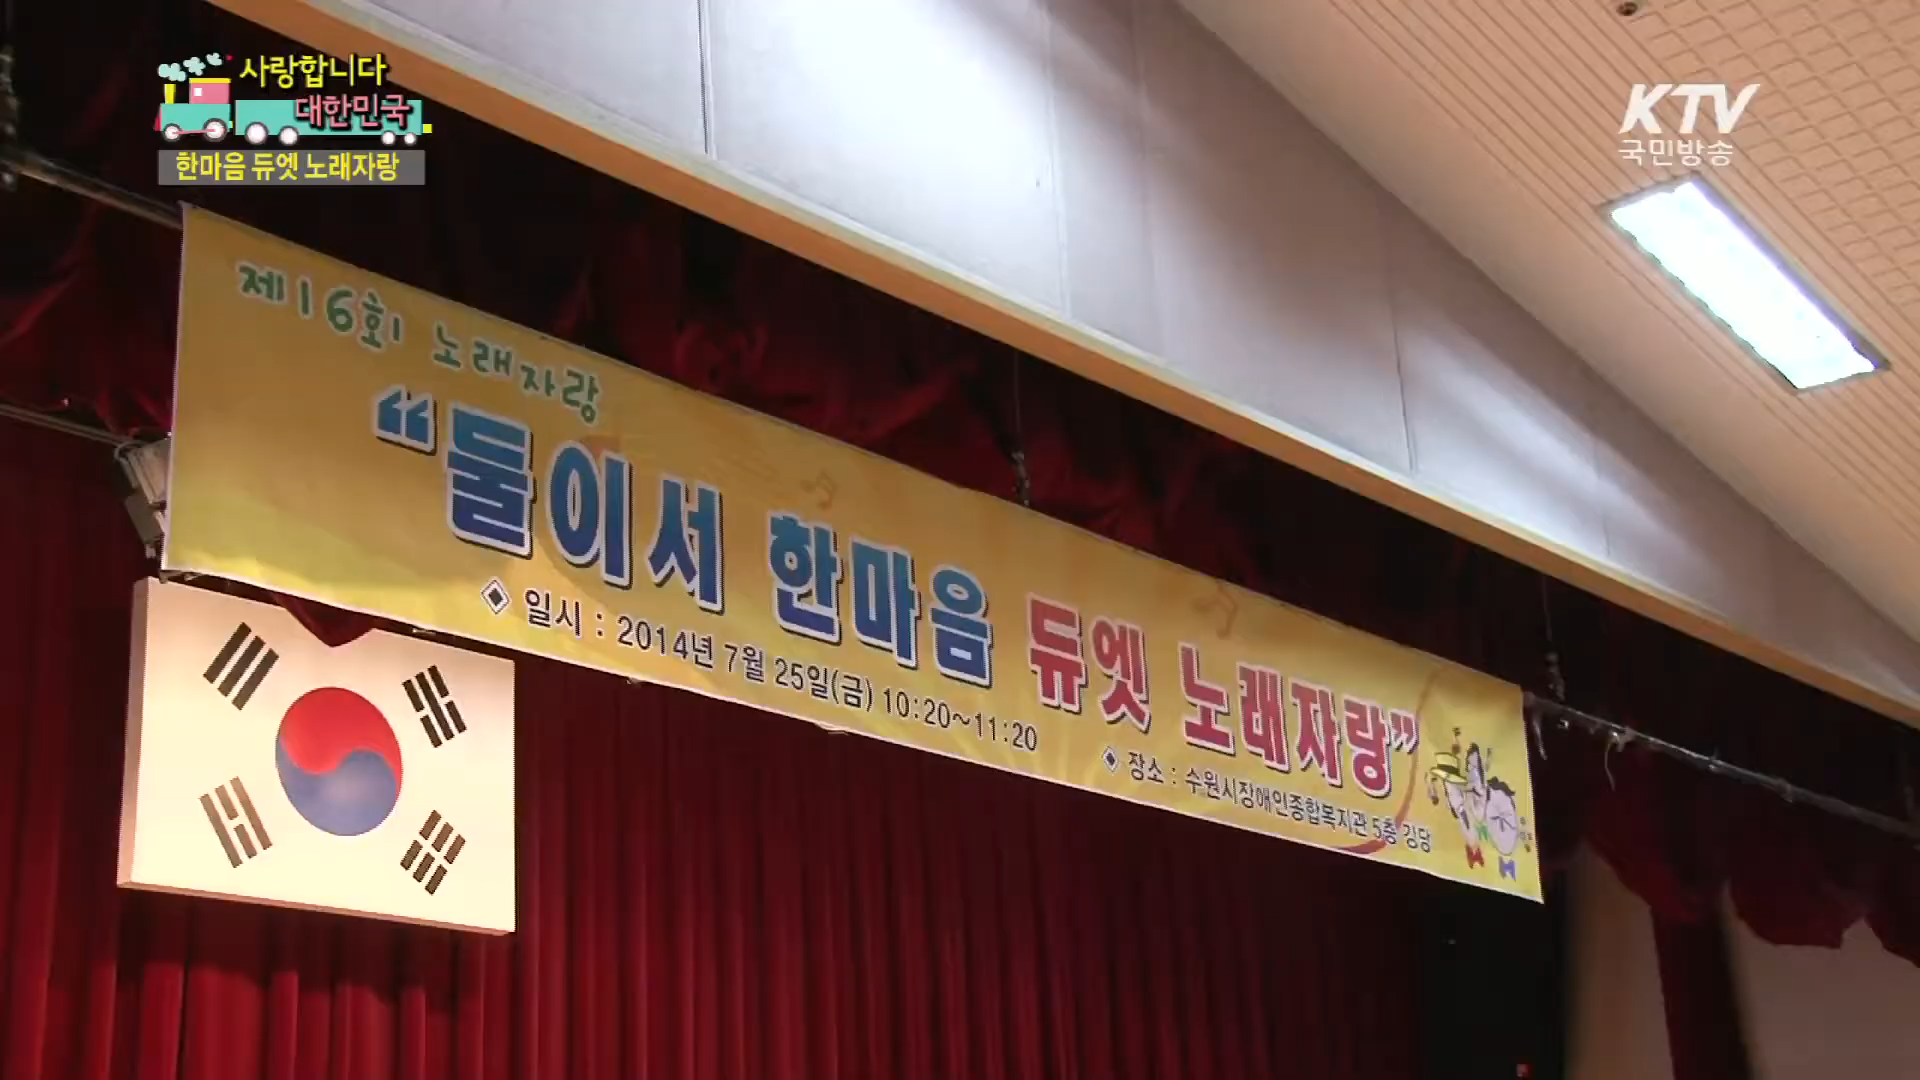 사랑합니다
대한민국
한마음 듀엣 노래자랑
KTV
국민방송
제16회 노래자랑
“둘이서 한마음 듀엣 노래자랑”
일시 : 2014년 7월 25일(금) 10:20~11:20
장소 : 수원시장애인종합복지관 5층 강당